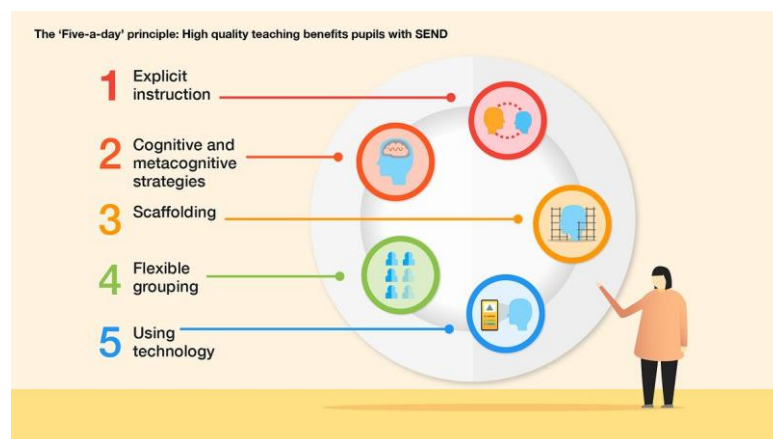 The ‘Five-a-day’ principle: High quality teaching benefits pupils with SEND
1 Explicit
instruction
2 Cognitive and
metacognitive
strategies
3 Scaffolding
4 Flexible
grouping
5 Using
technology